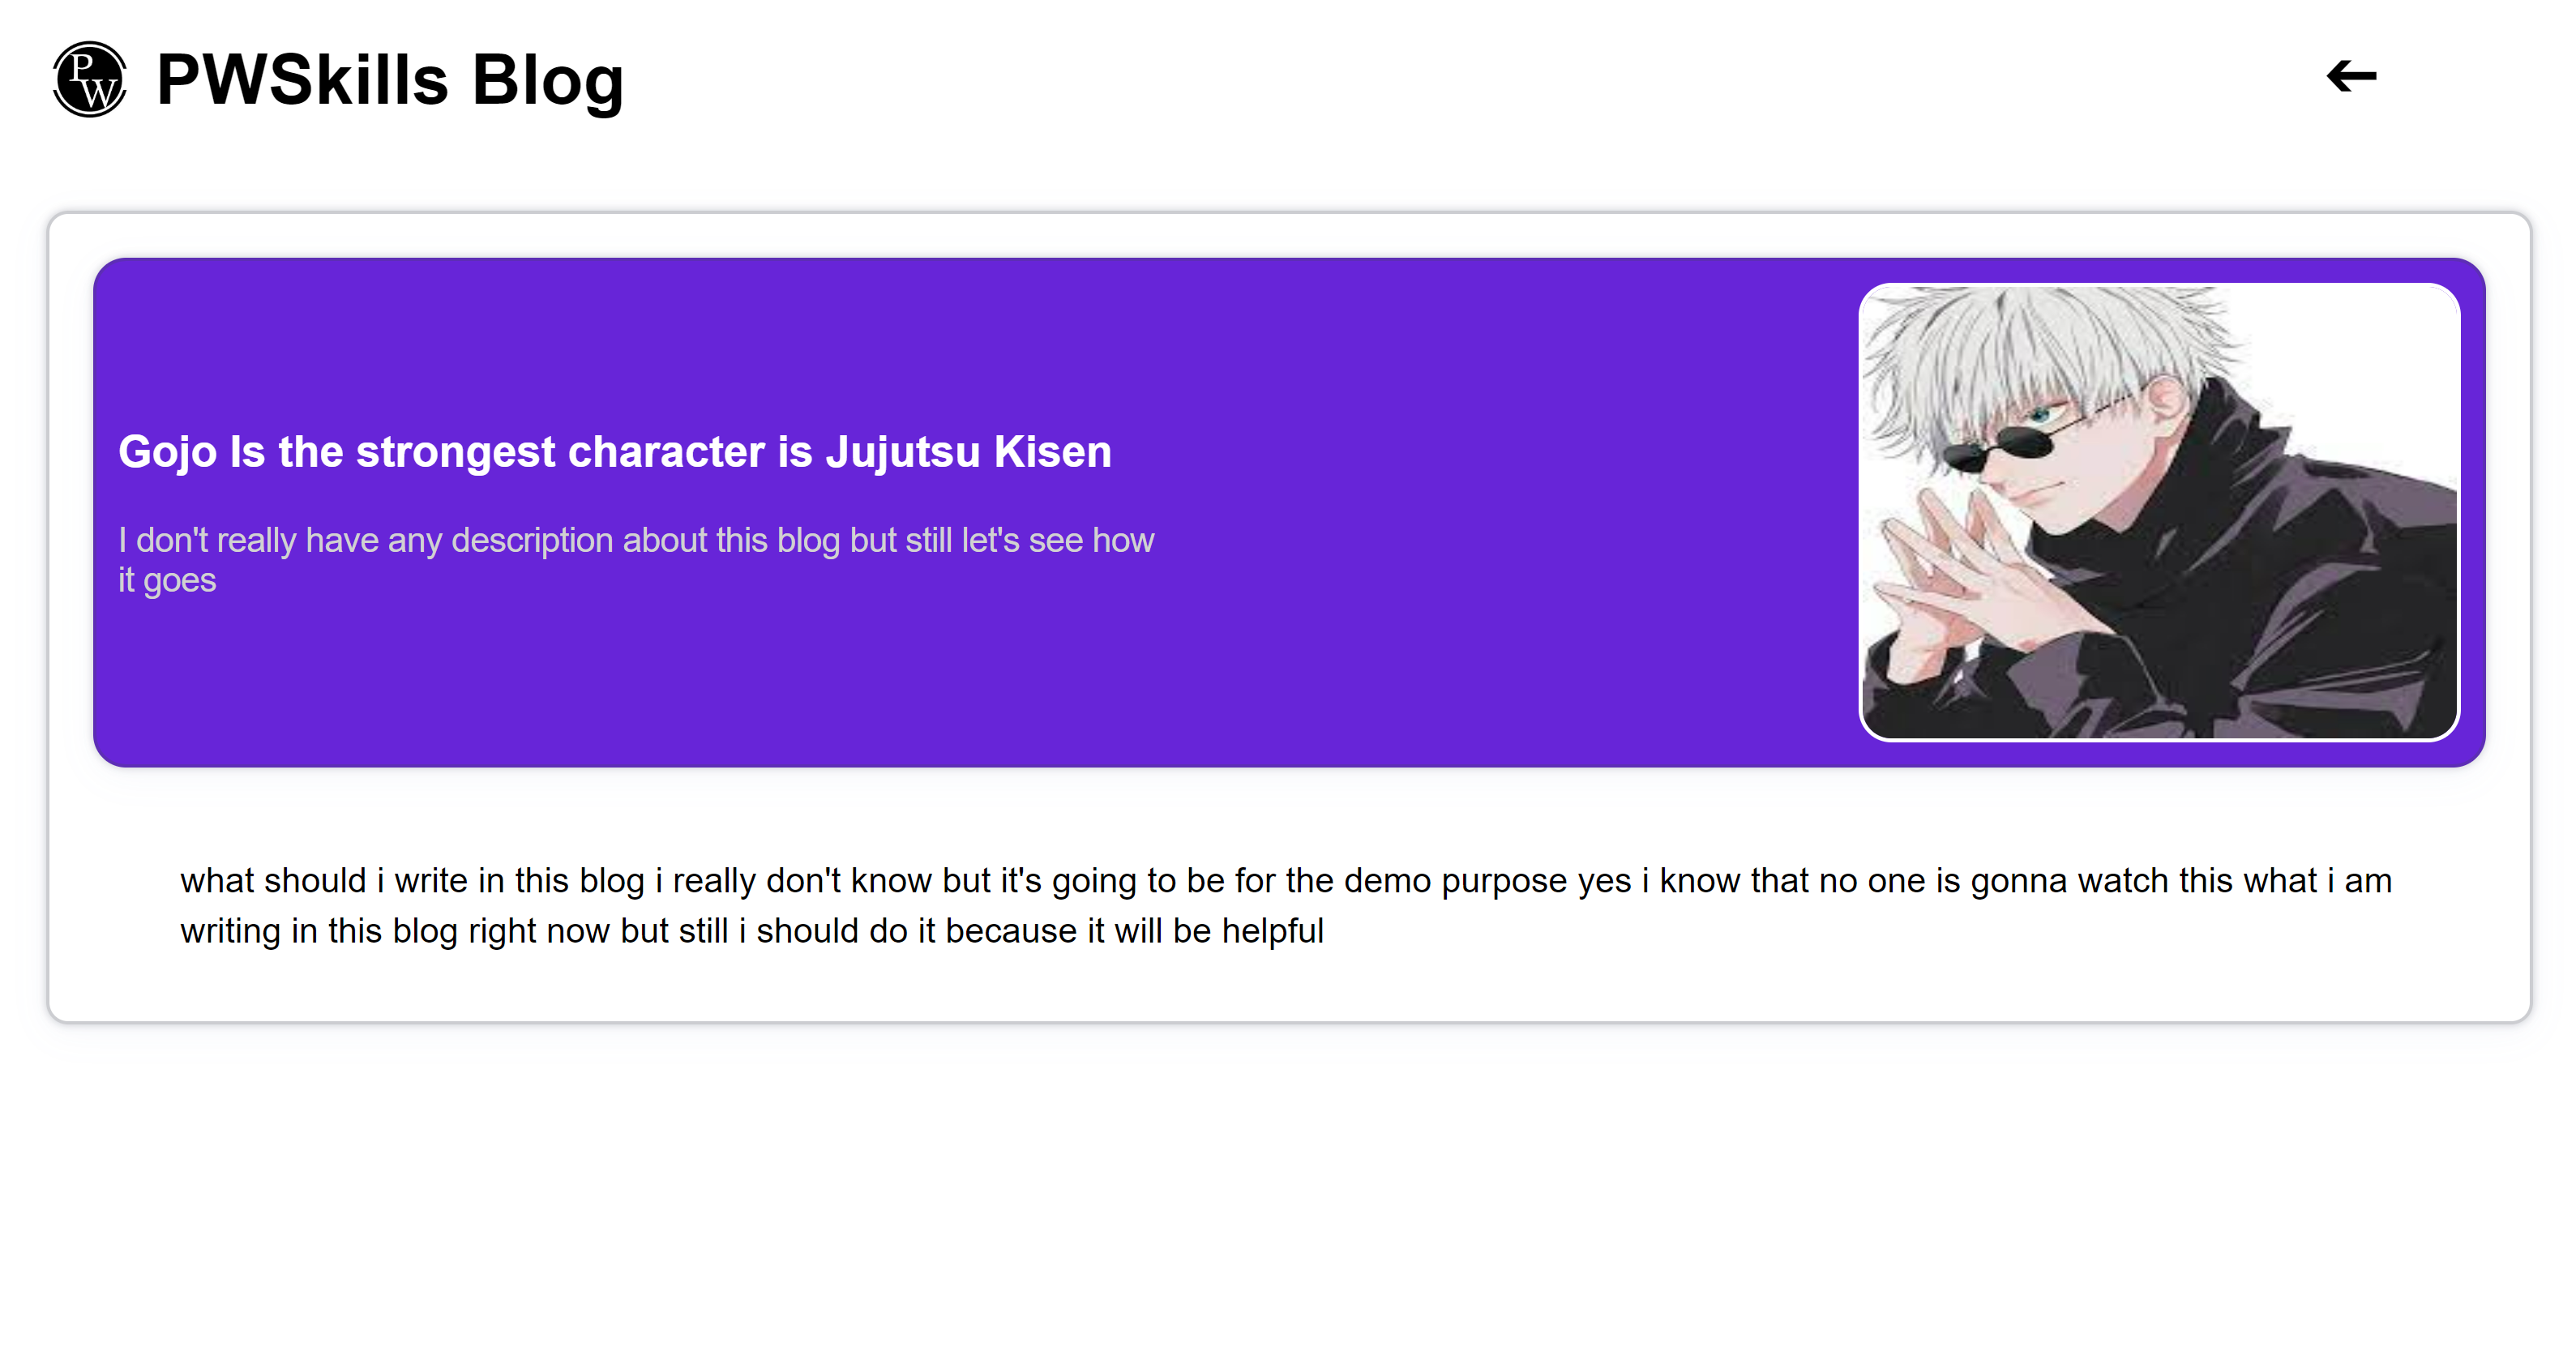 PW PWSkills Blog
Gojo Is the strongest character is Jujutsu Kisen
I don't really have any description about this blog but still let's see how
it goes
what should i write in this blog i really don't know but it's going to be for the demo purpose yes i know that no one is gonna watch this what i am
writing in this blog right now but still i should do it because it will be helpful